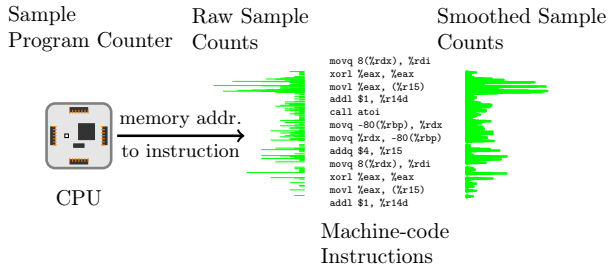 Sample
Program Counter
Raw Sample
Counts
Smoothed Sample
Counts
memory addr.
to instruction
CPU
movq 8(%rdx), %rdi
xorl %eax, %eax
movl %eax, (%r15)
addl $1, %r14d
call atoi
movq -80(%rbp), %rdx
movq %rdx, -80(%rbp)
addq $4, %r15
movq 8(%rdx), %rdi
xorl %eax, %eax
movl %eax, (%r15)
addl $1, %r14d
Machine-code
Instructions